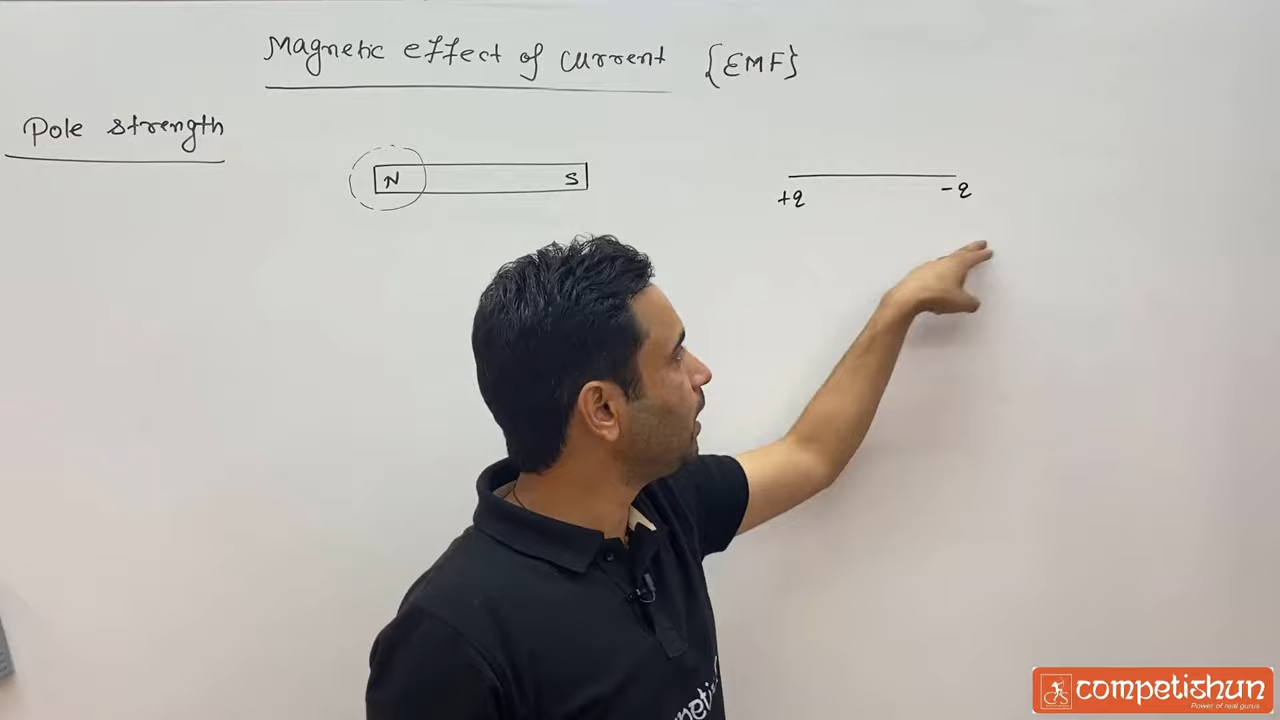 Magnetic effect of current {EMF}
Pole strength
N S
+q -q
competishun
Power of real gurus